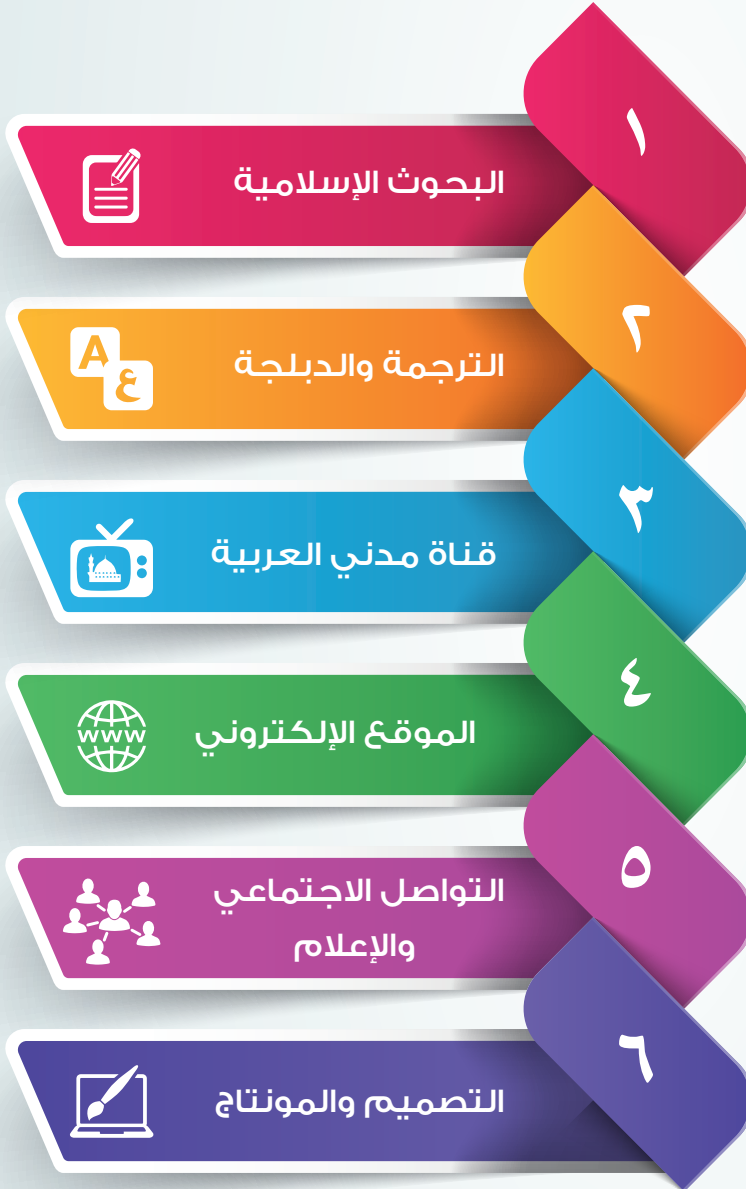 ١
البحوث الإسلامية
٢
الترجمة والدبلجة
A
ع
٣
قناة مدني العربية
٤
الموقع الإلكتروني
www
٥
التواصل الاجتماعي
والإعلام
٦
التصميم والمونتاج